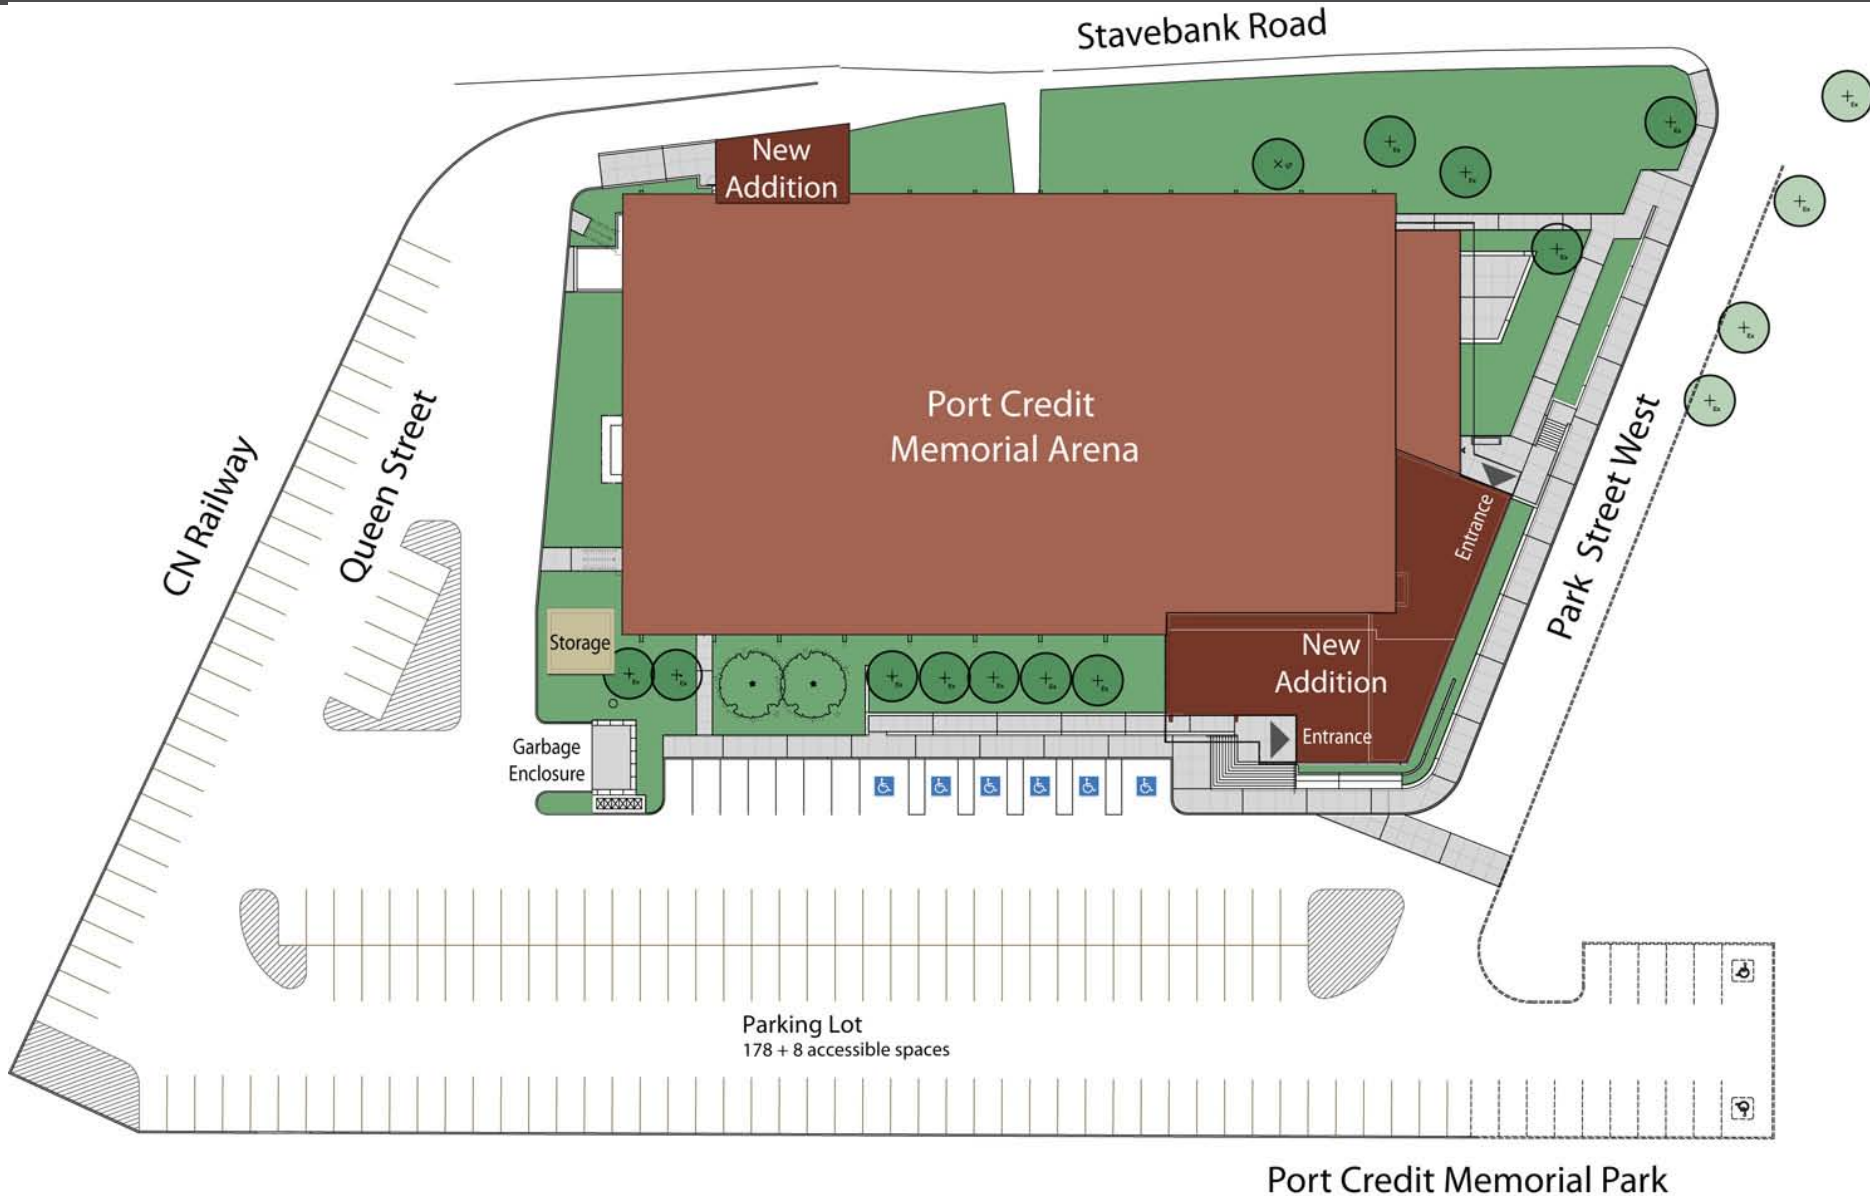 Stavebank Road
New
Addition
Port Credit
Memorial Arena
CN Railway
Queen Street
Park Street West
Entrance
Storage
New
Addition
Entrance
Garbage
Enclosure
Parking Lot
178 + 8 accessible spaces
Port Credit Memorial Park